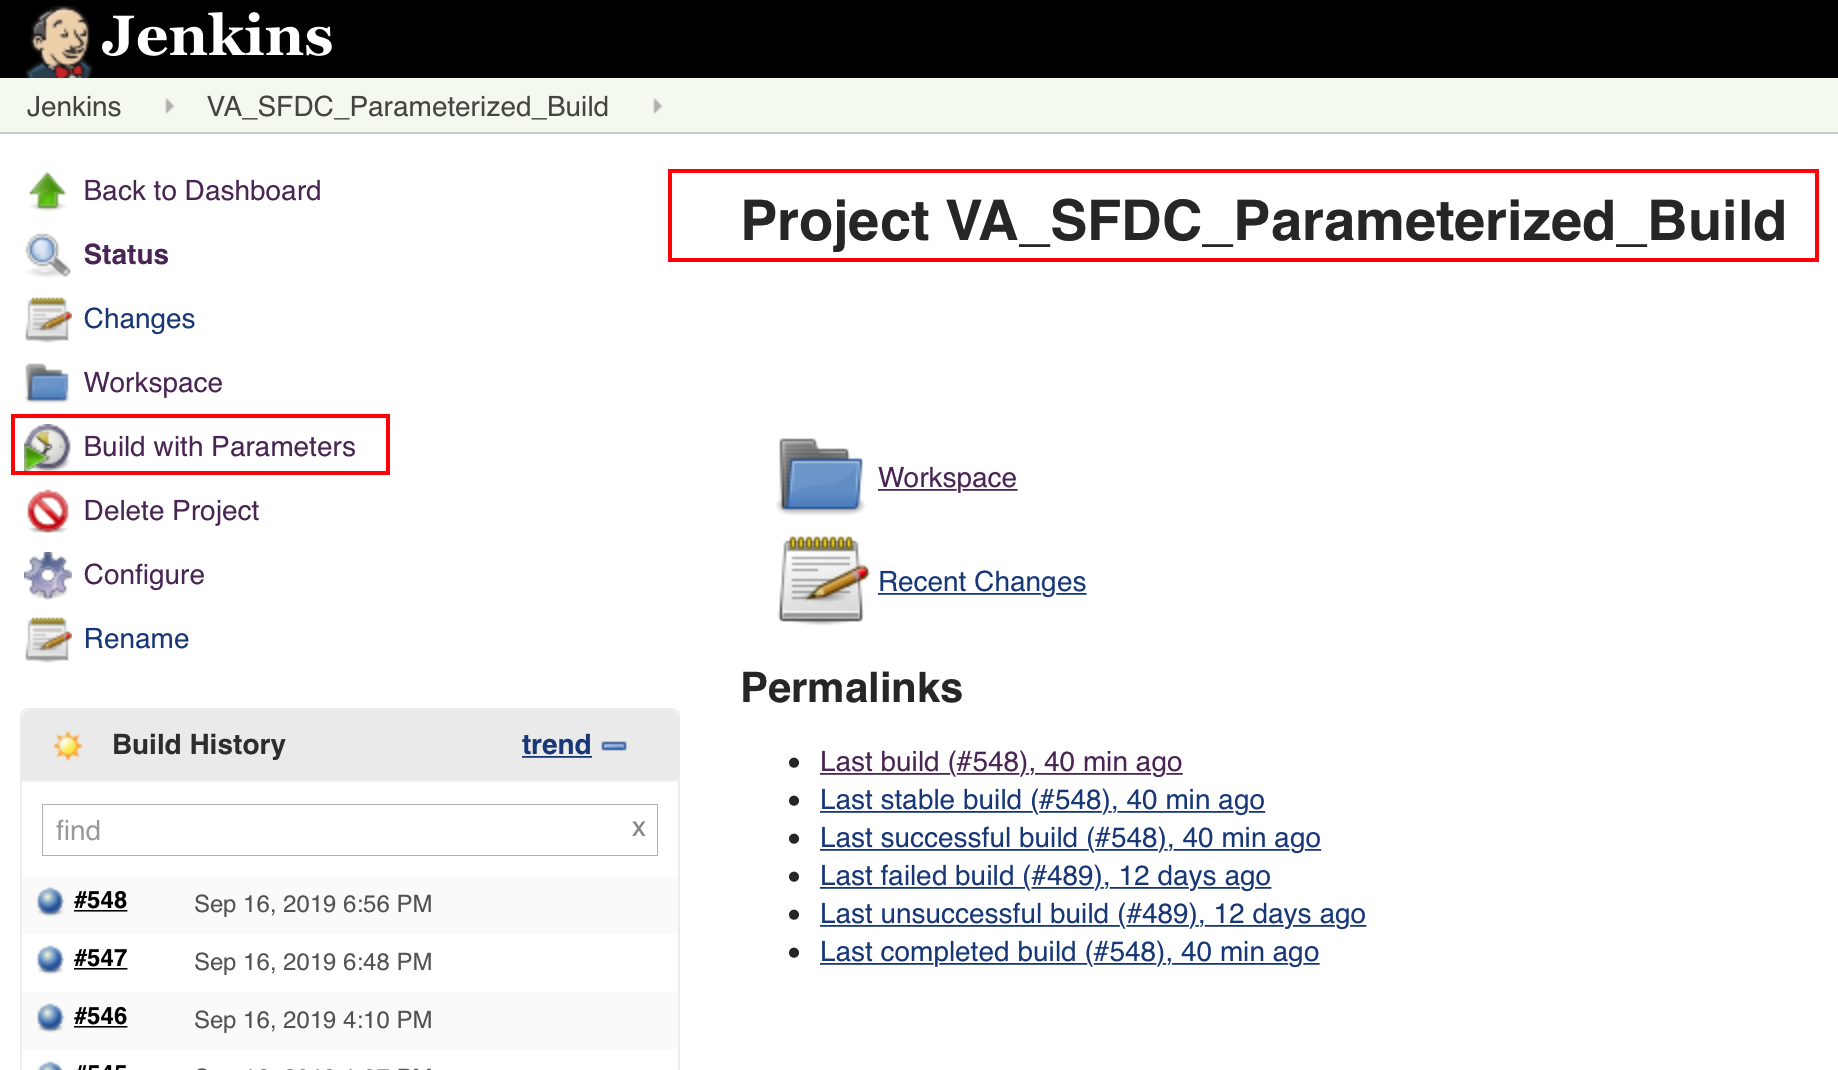 Jenkins
Jenkins VA_SFDC_Parameterized_Build
Back to Dashboard
Status
Changes
Workspace
Build with Parameters
Delete Project
Configure
Rename
Build History trend
find x
#548 Sep 16, 2019 6:56 PM
#547 Sep 16, 2019 6:48 PM
#546 Sep 16, 2019 4:10 PM
Project VA_SFDC_Parameterized_Build
Workspace
Recent Changes
Permalinks
Last build (#548), 40 min ago
Last stable build (#548), 40 min ago
Last successful build (#548), 40 min ago
Last failed build (#489), 12 days ago
Last unsuccessful build (#489), 12 days ago
Last completed build (#548), 40 min ago